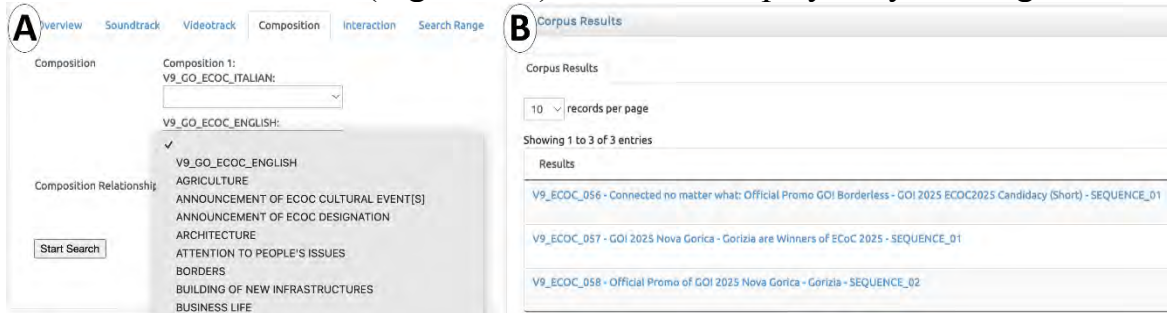 A
Overview Soundtrack Videotrack Composition Interaction Search Range
Composition
Composition 1:
V9_GO_ECOC_ITALIAN:
V9_GO_ECOC_ENGLISH:
✓
V9_GO_ECOC_ENGLISH
AGRICULTURE
ANNOUNCEMENT OF ECOC CULTURAL EVENT[S]
Composition Relationship
ANNOUNCEMENT OF ECOC DESIGNATION
ARCHITECTURE
Start Search
ATTENTION TO PEOPLE'S ISSUES
BORDERS
BUILDING OF NEW INFRASTRUCTURES
BUSINESS LIFE
B
Corpus Results
Corpus Results
10 records per page
Showing 1 to 3 of 3 entries
Results
V9_ECOC_056 - Connected no matter what: Official Promo GO! Borderless - GO! 2025 ECOC2025 Candidacy (Short) - SEQUENCE_01
V9_ECOC_057 - GO! 2025 Nova Gorica - Gorizia are Winners of ECoC 2025 - SEQUENCE_01
V9_ECOC_058 - Official Promo of GO! 2025 Nova Gorica - Gorizia - SEQUENCE_02